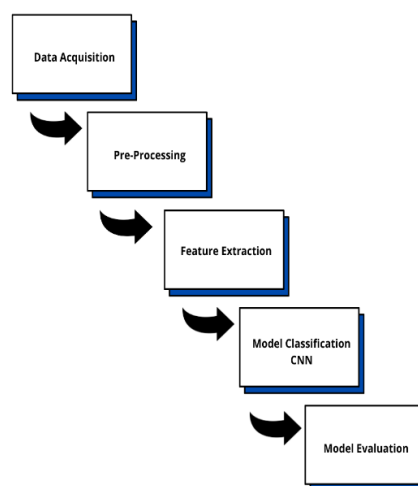 Data Acquisition
Pre-Processing
Feature Extraction
Model Classification
CNN
Model Evaluation